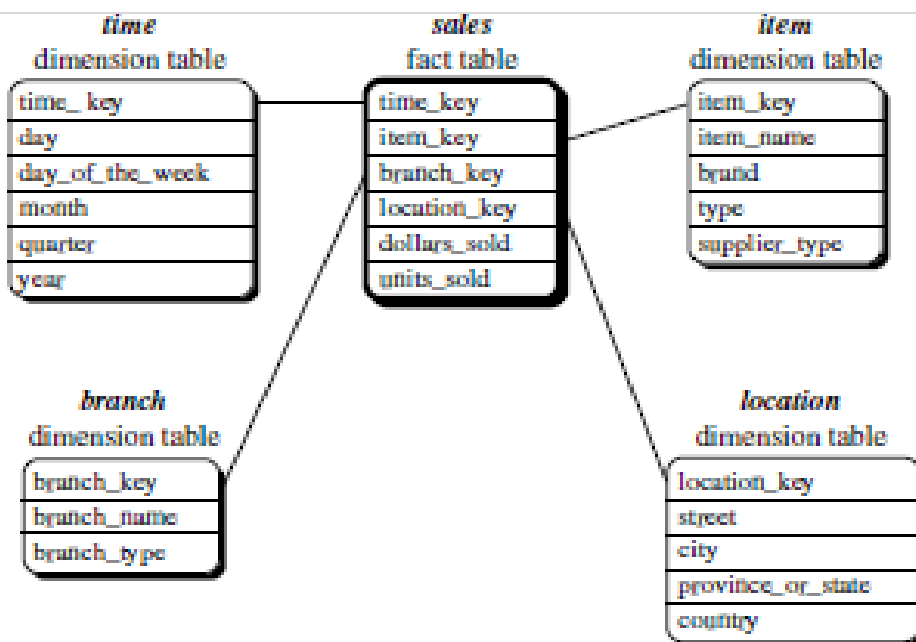 time
dimension table
time_ key
day
day_of_the_week
month
quarter
year
sales
fact table
time_key
item_key
branch_key
location_key
dollars_sold
units_sold
item
dimension table
item_key
item_name
brand
type
supplier_type
branch
dimension table
branch_key
branch_name
branch_type
location
dimension table
location_key
street
city
province_or_state
country